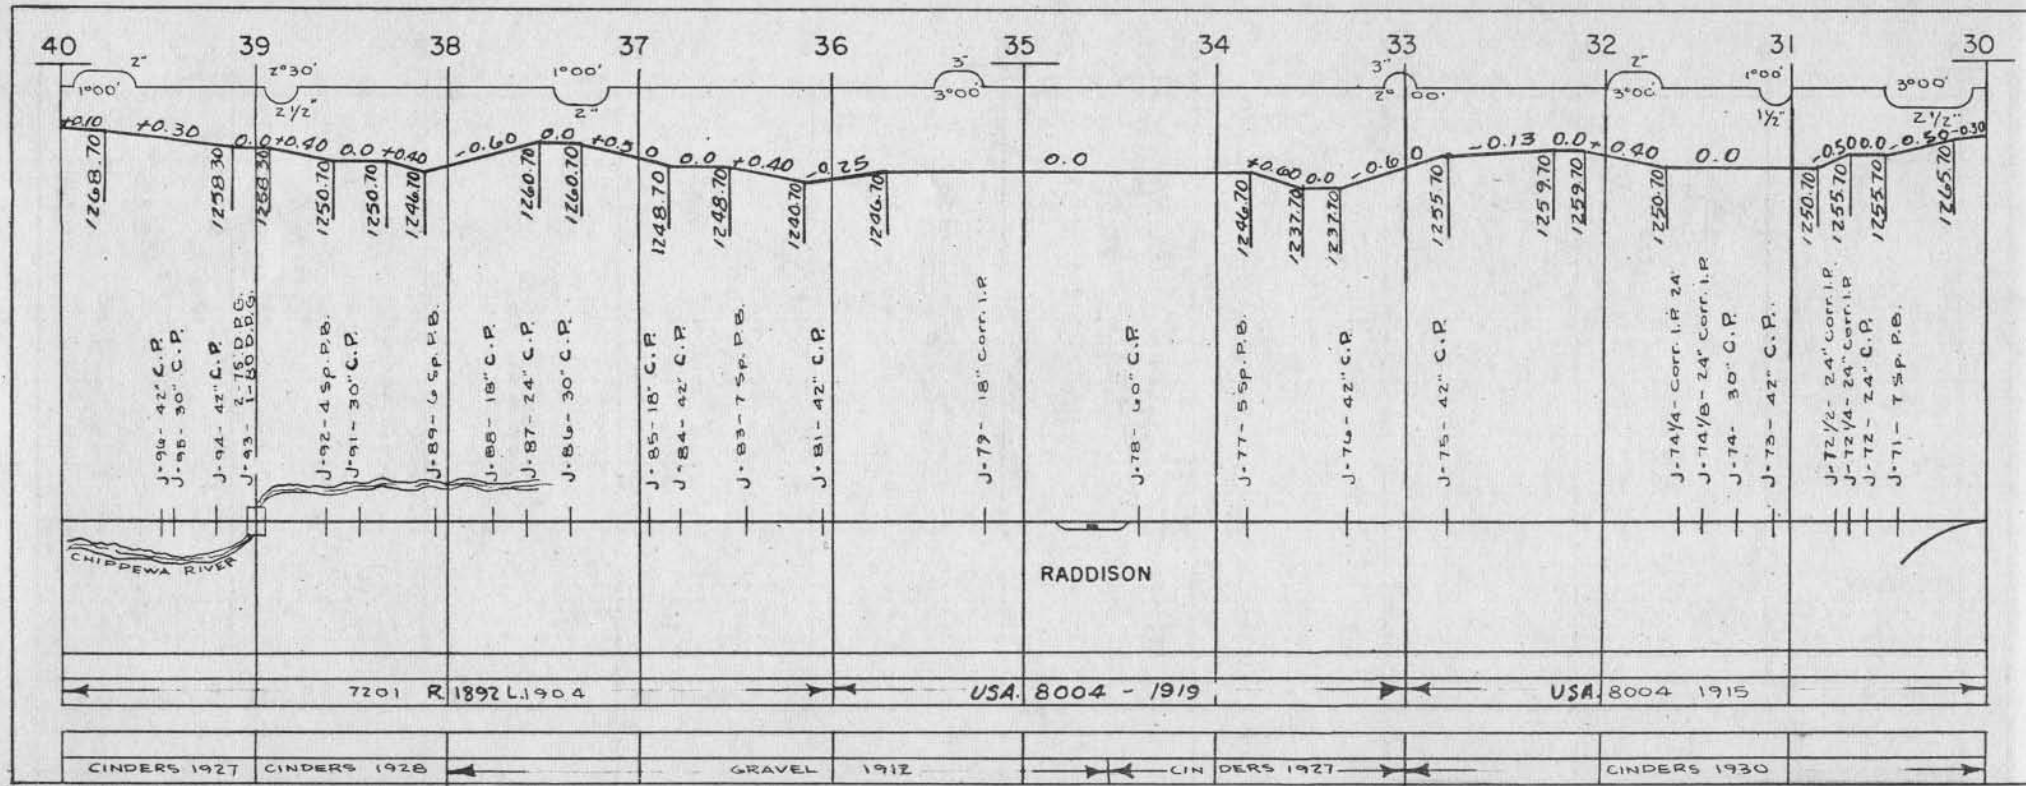 40 39 38 37 36 35 34 33 32 31 30
2" 2°30' 1°00' 3" 3" 2" 1°00' 3°00'
1°00' 2 1/2" 2" 3°00' 2° 00' 3°00' 1 1/2" 2 1/2"
+0.10 +0.30 0.0 +0.40 0.0 +0.40 -0.60 0.0 +0.5 0 0.0 +0.40 -0.25 0.0 +0.60 0.0 -0.6 0 -0.13 0.0 + 0.40 0.0 -0.50 0.0 -0.50 -0.30
1268.70 1258.30 1258.30 1250.70 1250.70 1246.70 1260.70 1260.70 1248.70 1248.70 1240.70 1246.70 1246.70 1237.70 1237.70 1255.70 1259.70 1259.70 1250.70 1250.70 1255.70 1255.70 1265.70
J-96- 42" C.P.
J-95- 30" C.P.
J-94- 42" C.P.
J-93- 2-75' D.P.G.
1-80 D.D.G.
J-92- 4 Sp. P.B.
J-91- 30" C.P.
J-89- 6 Sp. P.B.
J-88- 18" C.P.
J-87- 24" C.P.
J-86- 30" C.P.
J-85- 18" C.P.
J-84- 42" C.P.
J-83- 7 Sp. P.B.
J-81- 42" C.P.
J-79- 18" Corr. I.P.
J-78- 60" C.P.
J-77- 5 Sp. P.B.
J-76- 42" C.P.
J-75- 42" C.P.
J-74 1/4- Corr. I.P. 24"
J-74 1/8- 24" Corr. I.P.
J-74- 30" C.P.
J-73- 42" C.P.
J-72 1/2- 24" Corr. I.P.
J-72 1/4- 24" Corr. I.P.
J-72- 24" C.P.
J-71- 7 Sp. P.B.
CHIPPEWA RIVER
RADDISON
7201 R.1892 L.1904 USA. 8004 - 1919 USA. 8004 1915
CINDERS 1927 CINDERS 1928 GRAVEL 1912 CINDERS 1927 CINDERS 1930